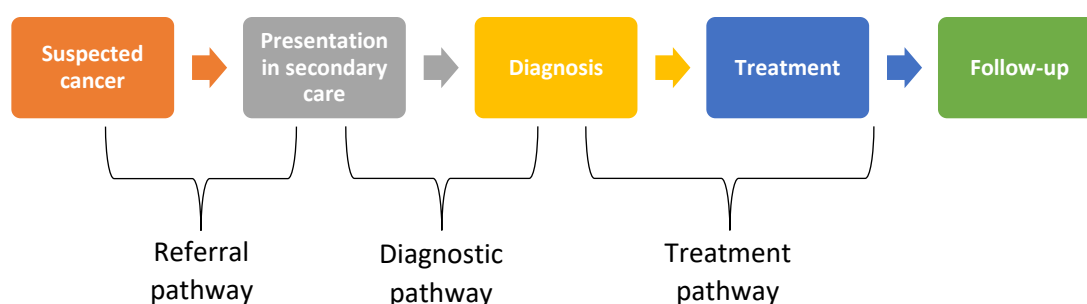 Suspected
cancer
Presentation
in secondary
care
Diagnosis
Treatment
Follow-up
Referral
pathway
Diagnostic
pathway
Treatment
pathway